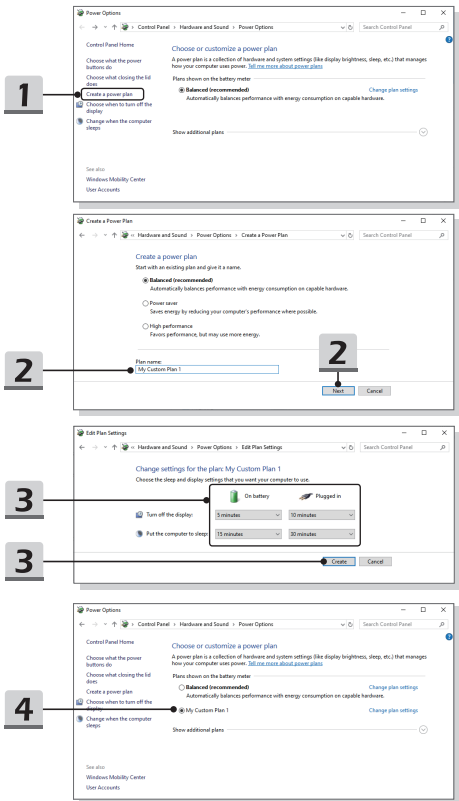 Power Options
Control Panel > Hardware and Sound > Power Options
Search Control Panel
Control Panel Home
Choose what the power
buttons do
Choose what closing the lid
does
Create a power plan
Choose when to turn off the
display
Change when the computer
sleeps
See also
Windows Mobility Center
User Accounts
Choose or customize a power plan
A power plan is a collection of hardware and system settings (like display brightness, sleep, etc.) that manages
how your computer uses power. Tell me more about power plans
Plans shown on the battery meter
Balanced (recommended)
Change plan settings
Automatically balances performance with energy consumption on capable hardware.
Show additional plans
1
Create a Power Plan
« Hardware and Sound > Power Options > Create a Power Plan
Search Control Panel
Create a power plan
Start with an existing plan and give it a name.
Balanced (recommended)
Automatically balances performance with energy consumption on capable hardware.
Power saver
Saves energy by reducing your computer's performance where possible.
High performance
Favors performance, but may use more energy.
Plan name:
My Custom Plan 1
2
2
Next
Cancel
Edit Plan Settings
« Hardware and Sound > Power Options > Edit Plan Settings
Search Control Panel
Change settings for the plan: My Custom Plan 1
Choose the sleep and display settings that you want your computer to use.
On battery
Plugged in
3
Turn off the display:
5 minutes
10 minutes
Put the computer to sleep:
15 minutes
30 minutes
3
Create
Cancel
Power Options
Control Panel > Hardware and Sound > Power Options
Search Control Panel
Control Panel Home
Choose what the power
buttons do
Choose what closing the lid
does
Create a power plan
Choose when to turn off the
display
Change when the computer
sleeps
See also
Windows Mobility Center
User Accounts
Choose or customize a power plan
A power plan is a collection of hardware and system settings (like display brightness, sleep, etc.) that manages
how your computer uses power. Tell me more about power plans
Plans shown on the battery meter
Balanced (recommended)
Change plan settings
Automatically balances performance with energy consumption on capable hardware.
4
My Custom Plan 1
Change plan settings
Show additional plans